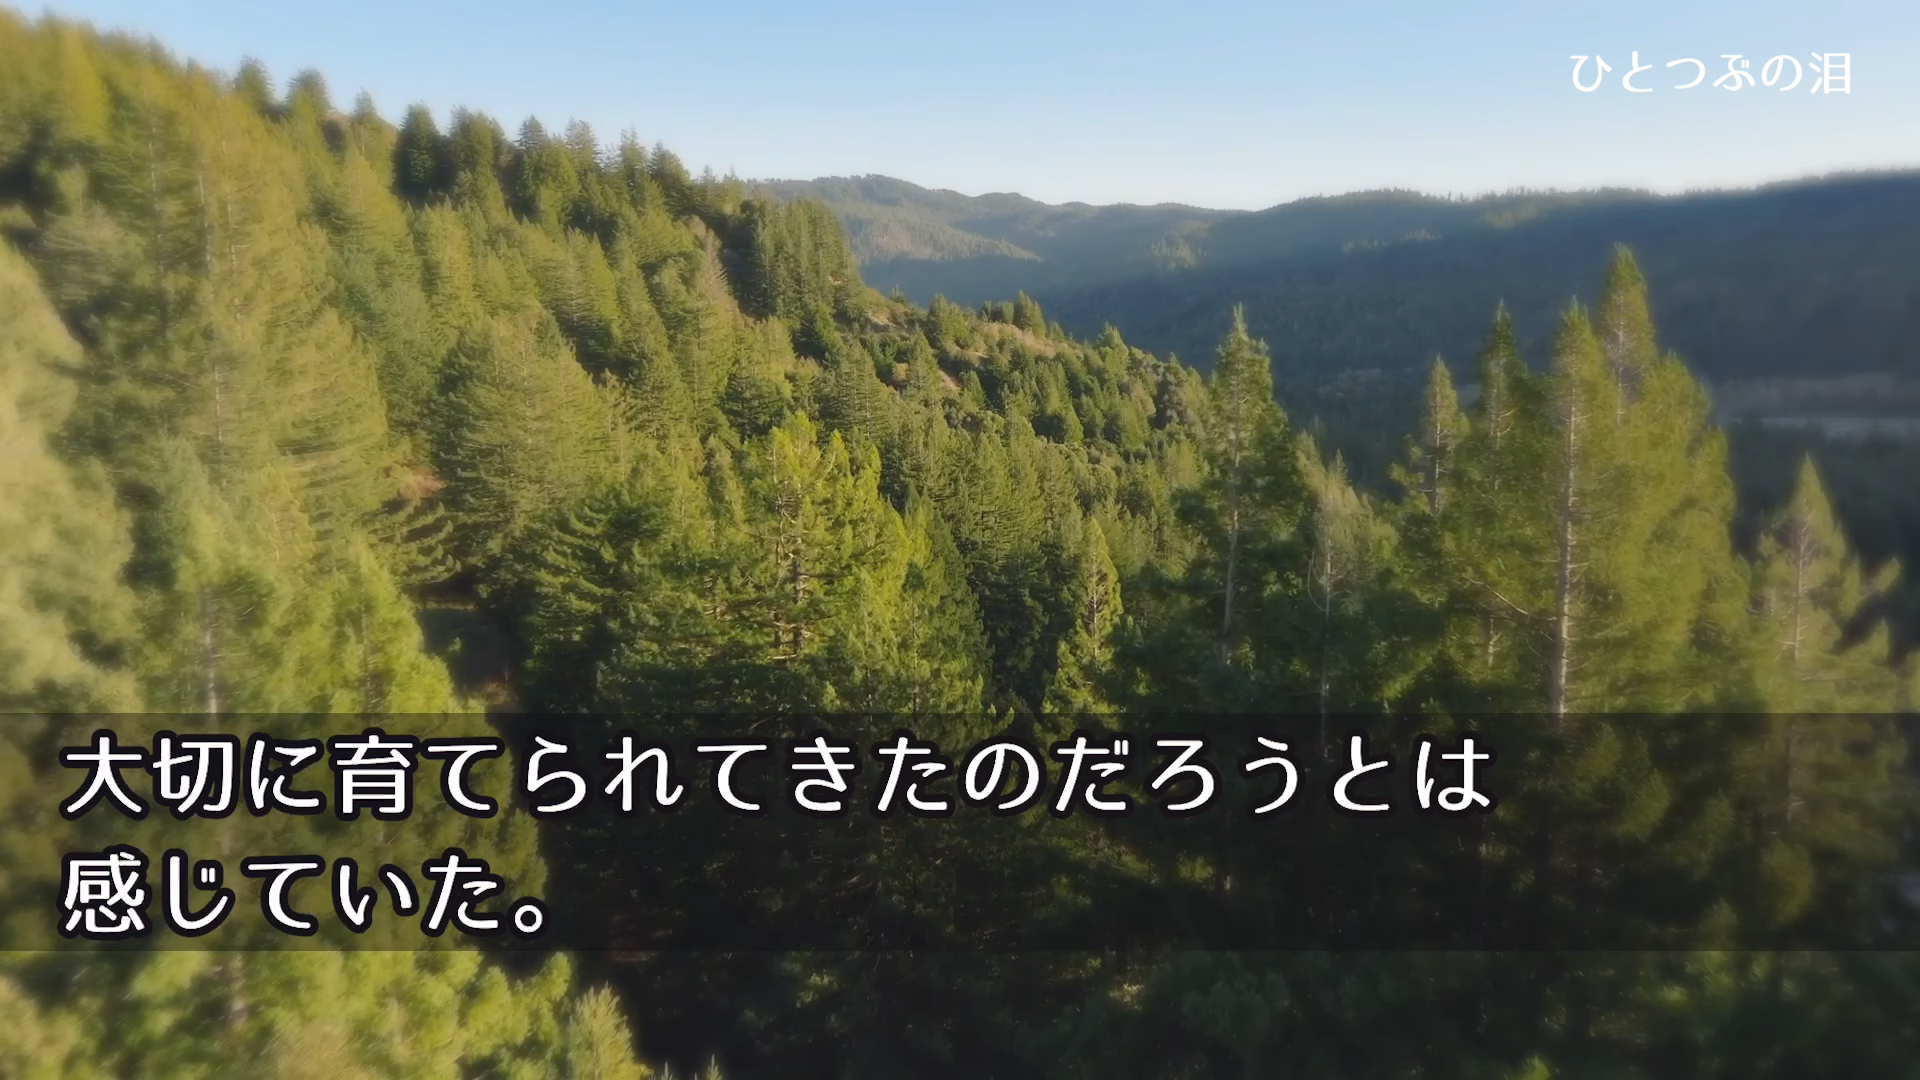 ひとつぶの泪
大切に育てられてきたのだろうとは
感じていた。